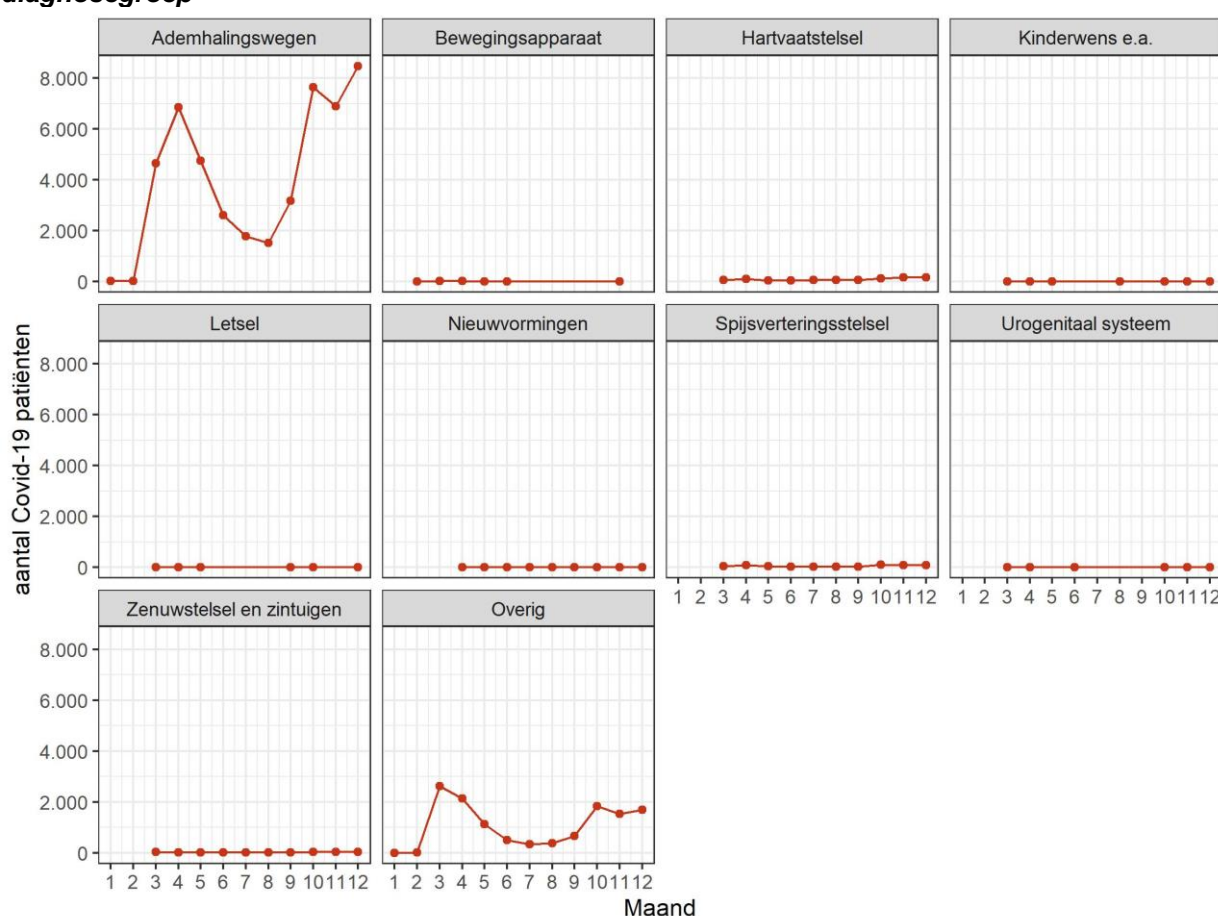 diagnosegroep
Ademhalingswegen
Bewegingsapparaat
Hartvaatstelsel
Kinderwens e.a.
8.000
6.000
4.000
2.000
0
Letsel
Nieuwvormingen
Spijsverteringsstelsel
Urogenitaal systeem
8.000
6.000
4.000
2.000
0
1 2 3 4 5 6 7 8 9 10 11 12
1 2 3 4 5 6 7 8 9 10 11 12
Zenuwstelsel en zintuigen
Overig
8.000
6.000
4.000
2.000
0
1 2 3 4 5 6 7 8 9 10 11 12
1 2 3 4 5 6 7 8 9 10 11 12
aantal Covid-19 patiënten
Maand